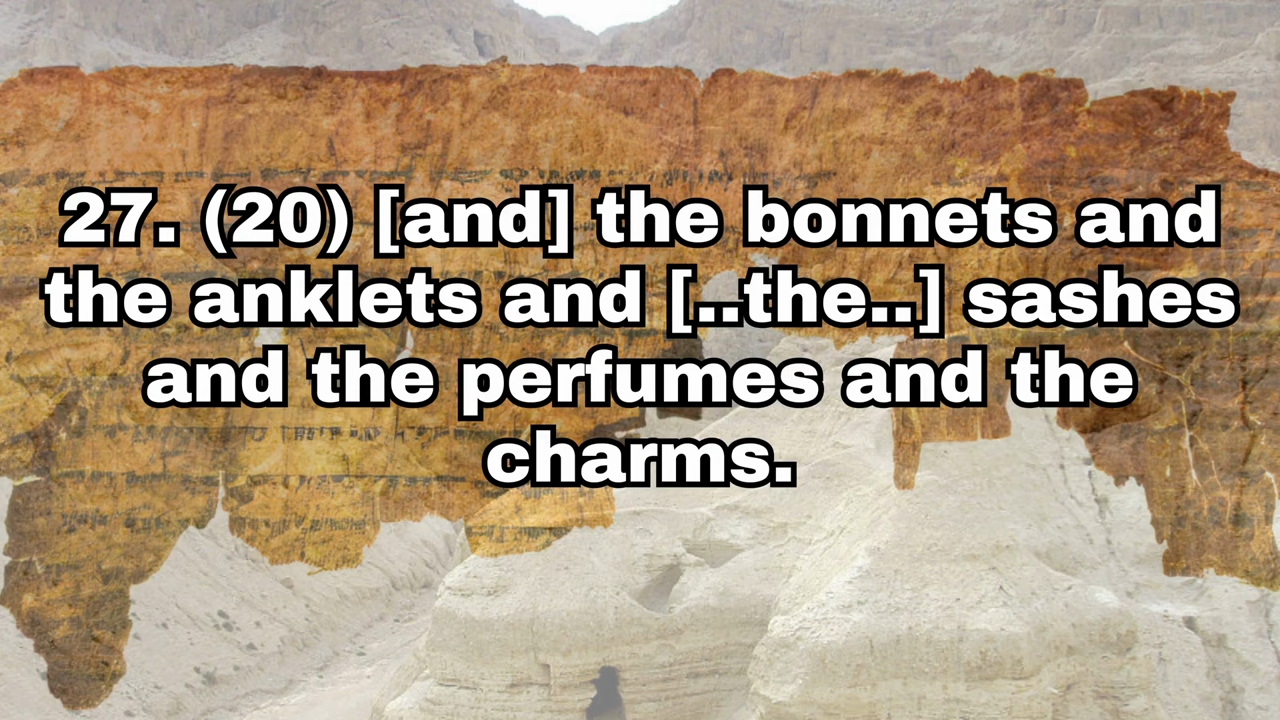 27. (20) [and] the bonnets and
the anklets and [..the..] sashes
and the perfumes and the
charms.